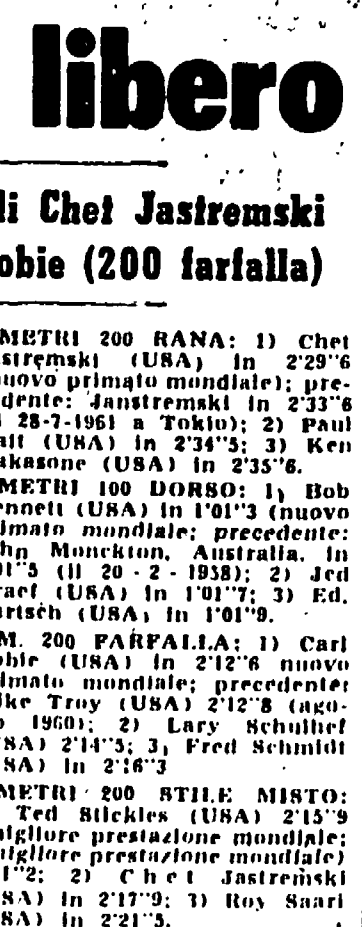 libero
di Chet Jastremski
obie (200 farfalla)
METRI 200 RANA: 1) Chet
astremski (USA) in 2'29"6
nuovo primato mondiale); pre-
dente: Janstremski in 2'33"6
28-7-1961 a Tokio); 2) Paul
ait (USA) in 2'34"5; 3) Ken
akasone (USA) in 2'35"6.
METRI 100 DORSO: 1) Bob
ennett (USA) in 1'01"3 (nuovo
imato mondiale; precedente:
hn Monckton, Australia, in
01"5 (il 20 - 2 - 1958); 2) Jed
raef (USA) in 1'01"7; 3) Ed.
artsch (USA) in 1'01"9.
M. 200 FARFALLA: 1) Carl
obie (USA) in 2'12"6 nuovo
imato mondiale; precedente:
ike Troy (USA) 2'12"8 (ago-
o 1960); 2) Lary Schulhof
USA) 2'14"5; 3) Fred Schmidt
USA) in 2'16"3
METRI 200 STILE MISTO:
Ted Stickles (USA) 2'15"9
migliore prestazione mondiale;
migliore prestazione mondiale)
1"2; 2) Chet Jastremski
USA) in 2'17"9; 3) Roy Saari
USA) in 2'21"5.